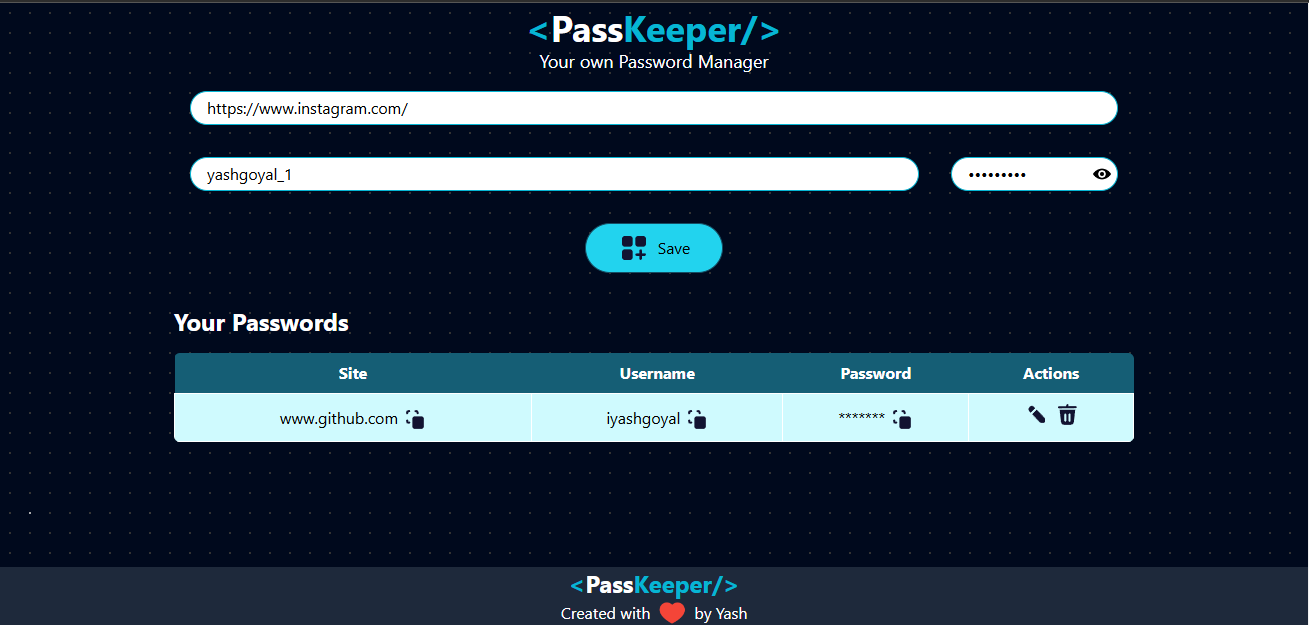 <PassKeeper/>
Your own Password Manager
https://www.instagram.com/
yashgoyal_1 •••••••••
Save
Your Passwords
Site Username Password Actions
www.github.com iyashgoyal *******
<PassKeeper/>
Created with ❤️ by Yash